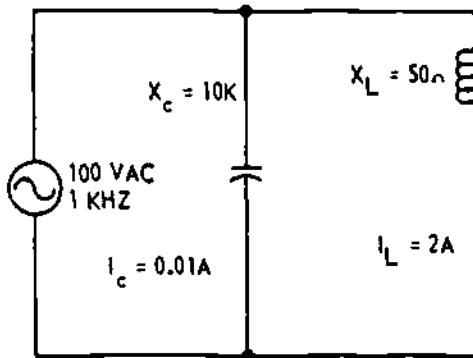 X_c = 10K
X_L = 50Ω
100 VAC
1 KHZ
I_c = 0.01A
I_L = 2A